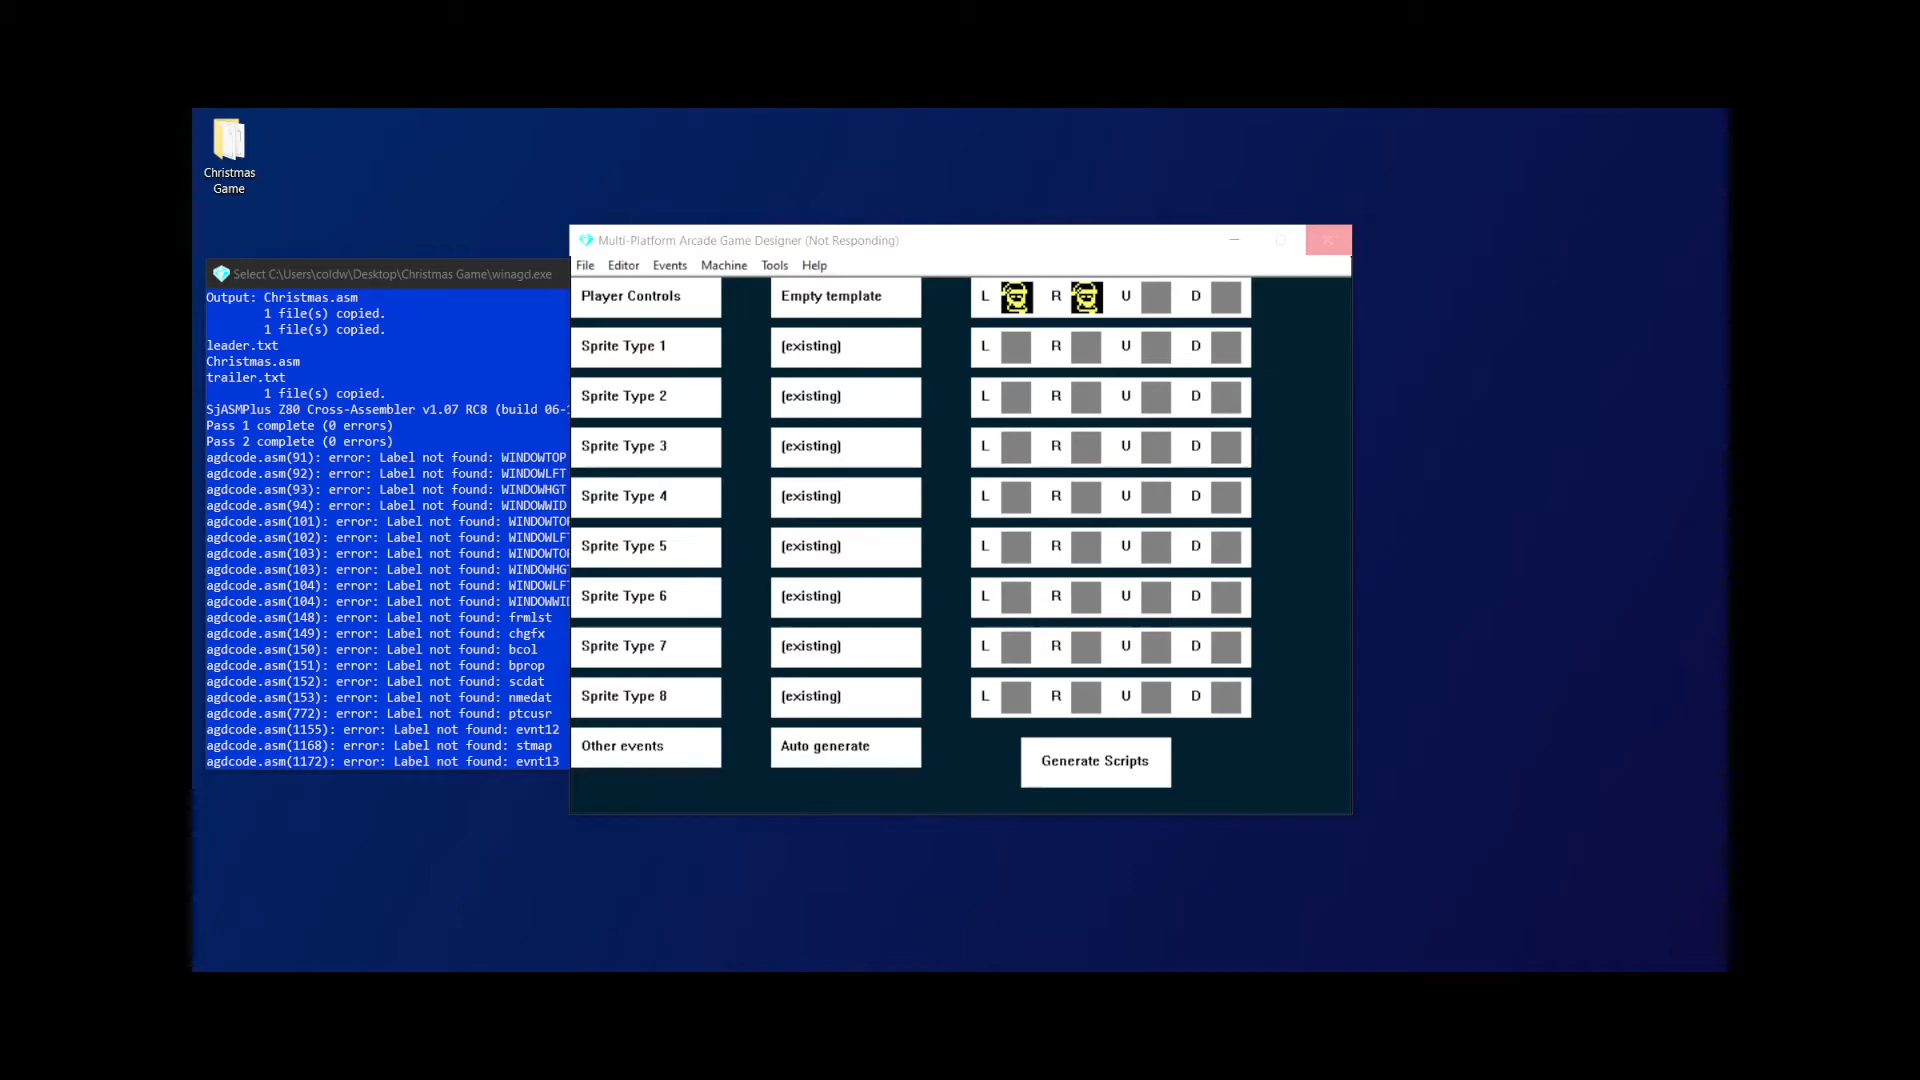 Christmas
Game
Select C:\Users\coldw\Desktop\Christmas Game\winagd.exe
Output: Christmas.asm
1 file(s) copied.
1 file(s) copied.
leader.txt
Christmas.asm
trailer.txt
1 file(s) copied.
SjASMPlus Z80 Cross-Assembler v1.07 RC8 (build 06-
Pass 1 complete (0 errors)
Pass 2 complete (0 errors)
agdcode.asm(91): error: Label not found: WINDOWTOP
agdcode.asm(92): error: Label not found: WINDOWLFT
agdcode.asm(93): error: Label not found: WINDOWHGT
agdcode.asm(94): error: Label not found: WINDOWWID
agdcode.asm(101): error: Label not found: WINDOWTOP
agdcode.asm(102): error: Label not found: WINDOWLF
agdcode.asm(103): error: Label not found: WINDOWTOP
agdcode.asm(103): error: Label not found: WINDOWHG
agdcode.asm(104): error: Label not found: WINDOWLF
agdcode.asm(104): error: Label not found: WINDOWWI
agdcode.asm(148): error: Label not found: frmlst
agdcode.asm(149): error: Label not found: chgfx
agdcode.asm(150): error: Label not found: bcol
agdcode.asm(151): error: Label not found: bprop
agdcode.asm(152): error: Label not found: scdat
agdcode.asm(153): error: Label not found: nmedat
agdcode.asm(772): error: Label not found: ptcusr
agdcode.asm(1155): error: Label not found: evnt12
agdcode.asm(1168): error: Label not found: stmap
agdcode.asm(1172): error: Label not found: evnt13
Multi-Platform Arcade Game Designer (Not Responding)
File Editor Events Machine Tools Help
Player Controls Empty template L R U D
Sprite Type 1 (existing) L R U D
Sprite Type 2 (existing) L R U D
Sprite Type 3 (existing) L R U D
Sprite Type 4 (existing) L R U D
Sprite Type 5 (existing) L R U D
Sprite Type 6 (existing) L R U D
Sprite Type 7 (existing) L R U D
Sprite Type 8 (existing) L R U D
Other events Auto generate
Generate Scripts